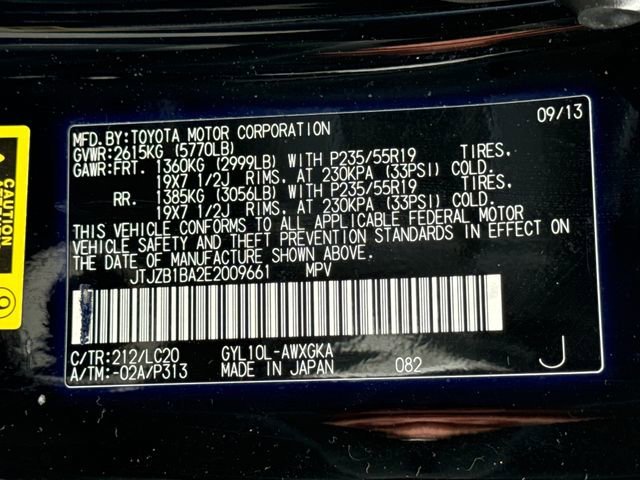 09/13
MFD.BY:TOYOTA MOTOR CORPORATION
GVWR:2615KG (5770LB)
GAWR:FRT. 1360KG (2999LB) WITH P235/55R19 TIRES,
19X7 1/2J RIMS, AT 230KPA (33PSI) COLD.
RR. 1385KG (3056LB) WITH P235/55R19 TIRES,
19X7 1/2J RIMS, AT 230KPA (33PSI) COLD.
THIS VEHICLE CONFORMS TO ALL APPLICABLE FEDERAL MOTOR
VEHICLE SAFETY AND THEFT PREVENTION STANDARDS IN EFFECT ON
THE DATE OF MANUFACTURE SHOWN ABOVE.
JTJZB1BA2E2009661 MPV
C/TR:212/LC20 GYL10L-AWXGKA
A/TM:-02A/P313 MADE IN JAPAN 082 J
CAUTION